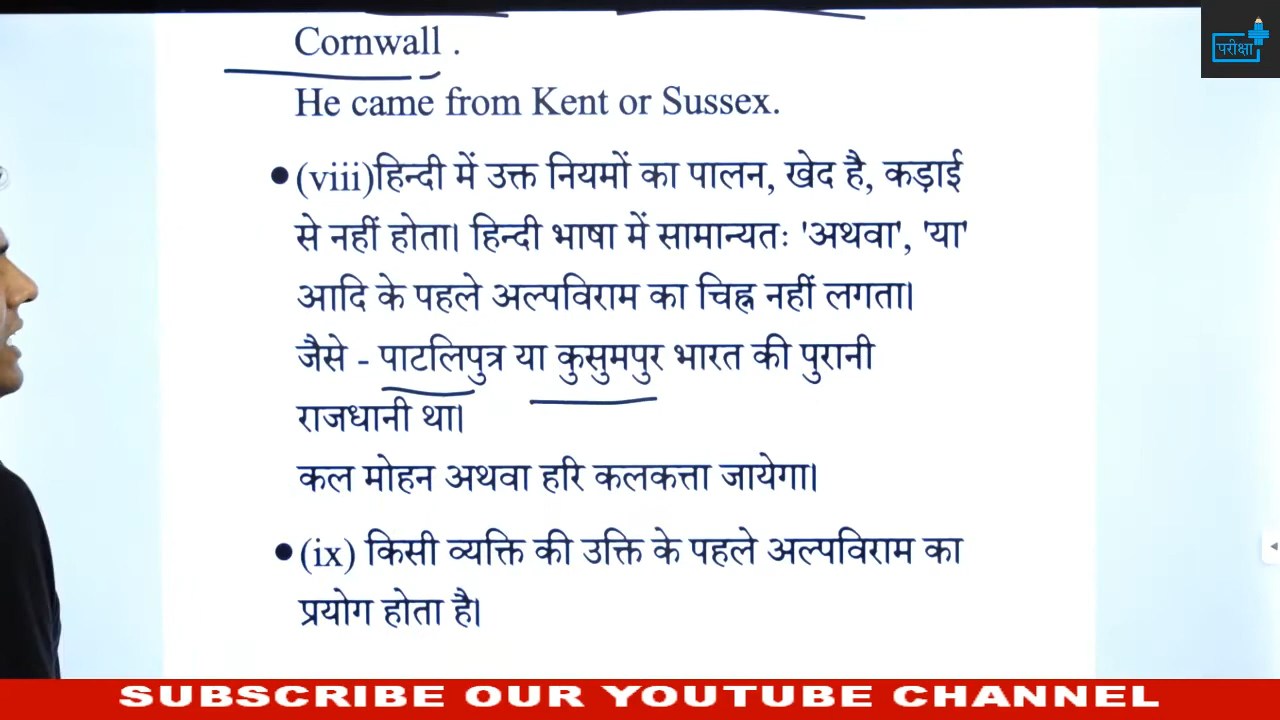 परीक्षा
Cornwall .
He came from Kent or Sussex.
●(viii)हिन्दी में उक्त नियमों का पालन, खेद है, कड़ाई
से नहीं होता। हिन्दी भाषा में सामान्यतः 'अथवा', 'या'
आदि के पहले अल्पविराम का चिह्न नहीं लगता।
जैसे - पाटलिपुत्र या कुसुमपुर भारत की पुरानी
राजधानी था।
कल मोहन अथवा हरि कलकत्ता जायेगा।
●(ix) किसी व्यक्ति की उक्ति के पहले अल्पविराम का
प्रयोग होता है।
SUBSCRIBE OUR YOUTUBE CHANNEL